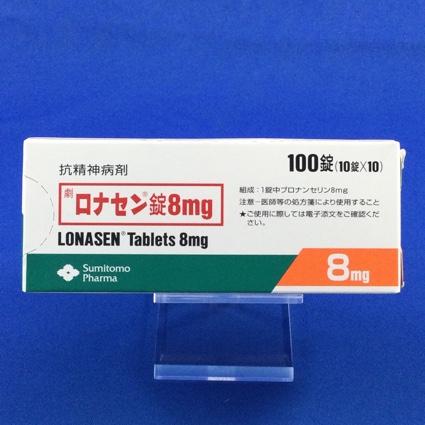 抗精神病剤
100錠(10錠×10)
劇 ロナセン®錠8mg
組成：1錠中ブロナンセリン8mg
注意－医師等の処方箋により使用すること
★ご使用に際しては電子添文をご確認くだ
さい。
LONASEN® Tablets 8mg
Sumitomo
Pharma
8mg